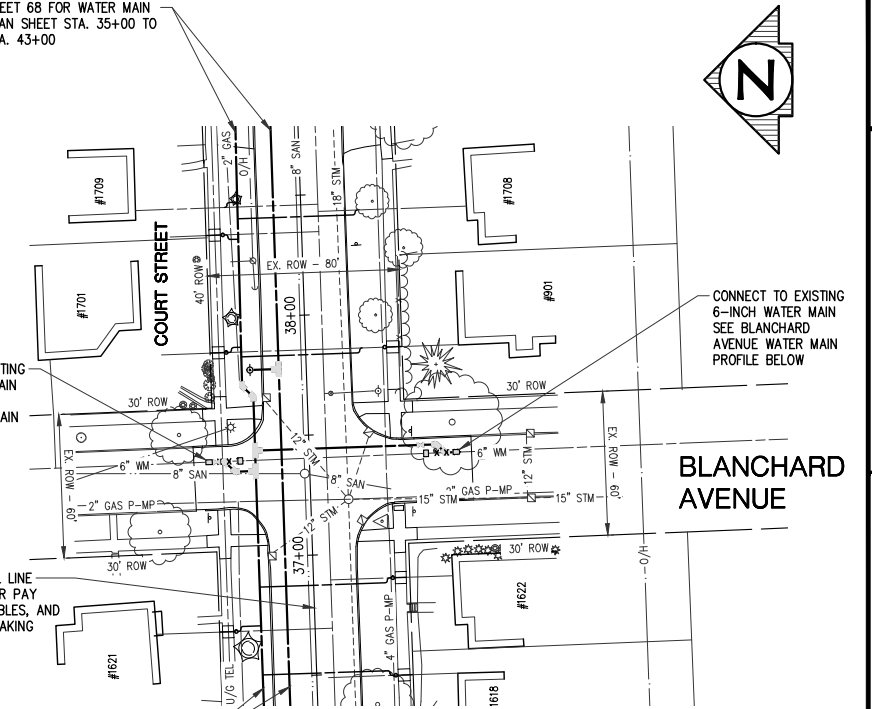 EET 68 FOR WATER MAIN
AN SHEET STA. 35+00 TO
A. 43+00
N
2" GAS
O/H
8" SAN
18" STM
#1709
#1708
COURT STREET
40' ROW
EX. ROW - 80'
#1701
38+00
#901
CONNECT TO EXISTING
6-INCH WATER MAIN
SEE BLANCHARD
AVENUE WATER MAIN
PROFILE BELOW
TING
AIN
AIN
30' ROW
30' ROW
EX. ROW - 60'
6" WM
8" SAN
12" STM
8" SAN
6" WM
12" STM
EX. ROW - 60'
BLANCHARD
AVENUE
2" GAS P-MP
2" GAS P-MP
15" STM
15" STM
12" STM
30' ROW
30' ROW
37+00
O/H
L LINE
R PAY
BLES, AND
AKING
#1622
4" GAS P-MP
#1621
U/G TEL
1618